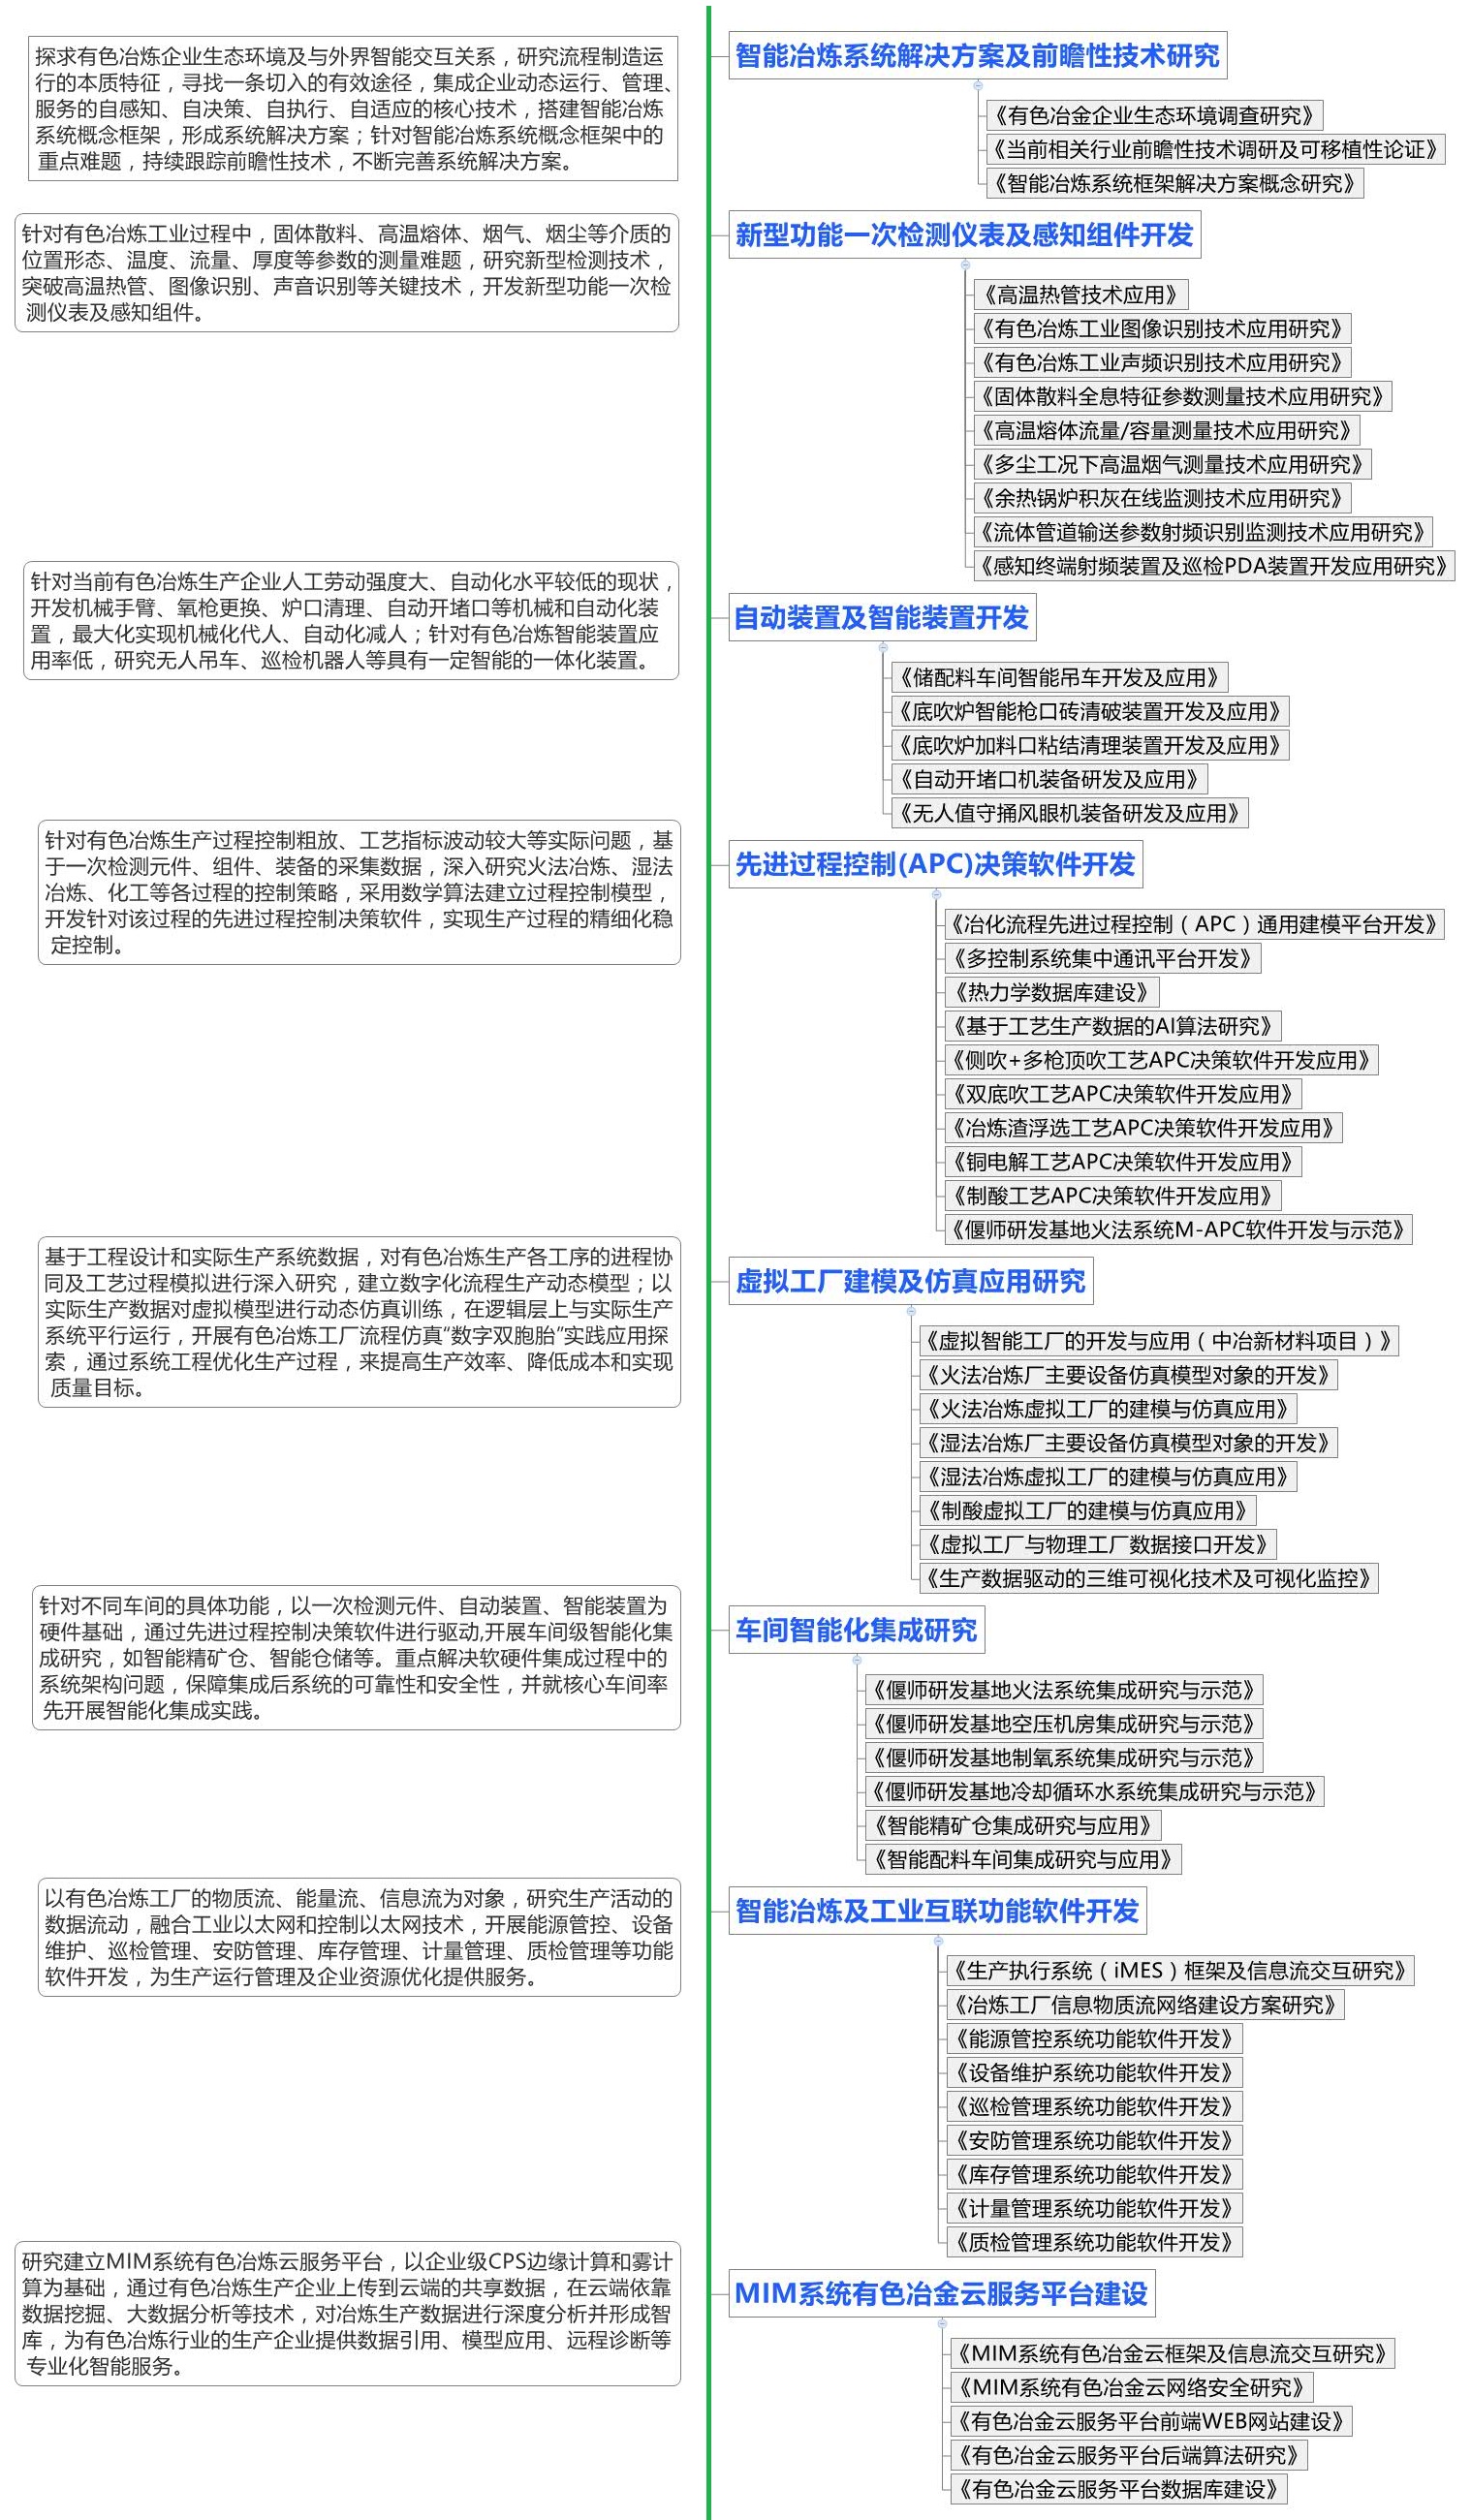 探求有色冶炼企业生态环境及与外界智能交互关系，研究流程制造运
行的本质特征，寻找一条切入的有效途径，集成企业动态运行、管理、
服务的自感知、自决策、自执行、自适应的核心技术，搭建智能冶炼
系统概念框架，形成系统解决方案；针对智能冶炼系统概念框架中的
重点难题，持续跟踪前瞻性技术，不断完善系统解决方案。
智能冶炼系统解决方案及前瞻性技术研究
《有色冶金企业生态环境调查研究》
《当前相关行业前瞻性技术调研及可移植性论证》
《智能冶炼系统框架解决方案概念研究》
针对有色冶炼工业过程中，固体散料、高温熔体、烟气、烟尘等介质的
位置形态、温度、流量、厚度等参数的测量难题，研究新型检测技术，
突破高温热管、图像识别、声音识别等关键技术，开发新型功能一次检
测仪表及感知组件。
新型功能一次检测仪表及感知组件开发
《高温热管技术应用》
《有色冶炼工业图像识别技术应用研究》
《有色冶炼工业声频识别技术应用研究》
《固体散料全息特征参数测量技术应用研究》
《高温熔体流量/容量测量技术应用研究》
《多尘工况下高温烟气测量技术应用研究》
《余热锅炉积灰在线监测技术应用研究》
《流体管道输送参数射频识别监测技术应用研究》
《感知终端射频装置及巡检PDA装置开发应用研究》
针对当前有色冶炼生产企业人工劳动强度大、自动化水平较低的现状，
开发机械手臂、氧枪更换、炉口清理、自动开堵口等机械和自动化装
置，最大化实现机械化代人、自动化减人；针对有色冶炼智能装置应
用率低，研究无人吊车、巡检机器人等具有一定智能的一体化装置。
自动装置及智能装置开发
《储配料车间智能吊车开发及应用》
《底吹炉智能枪口砖清破装置开发及应用》
《底吹炉加料口粘结清理装置开发及应用》
《自动开堵口机装备研发及应用》
《无人值守捅风眼机装备研发及应用》
针对有色冶炼生产过程控制粗放、工艺指标波动较大等实际问题，基
于一次检测元件、组件、装备的采集数据，深入研究火法冶炼、湿法
冶炼、化工等各过程的控制策略，采用数学算法建立过程控制模型，
开发针对该过程的先进过程控制决策软件，实现生产过程的精细化稳
定控制。
先进过程控制(APC)决策软件开发
《冶化流程先进过程控制（APC）通用建模平台开发》
《多控制系统集中通讯平台开发》
《热力学数据库建设》
《基于工艺生产数据的AI算法研究》
《侧吹+多枪顶吹工艺APC决策软件开发应用》
《双底吹工艺APC决策软件开发应用》
《冶炼渣浮选工艺APC决策软件开发应用》
《铜电解工艺APC决策软件开发应用》
《制酸工艺APC决策软件开发应用》
《偃师研发基地火法系统M-APC软件开发与示范》
基于工程设计和实际生产系统数据，对有色冶炼生产各工序的进程协
同及工艺过程模拟进行深入研究，建立数字化流程生产动态模型；以
实际生产数据对虚拟模型进行动态仿真训练，在逻辑层上与实际生产
系统平行运行，开展有色冶炼工厂流程仿真“数字双胞胎”实践应用探
索，通过系统工程优化生产过程，来提高生产效率、降低成本和实现
质量目标。
虚拟工厂建模及仿真应用研究
《虚拟智能工厂的开发与应用（中冶新材料项目）》
《火法冶炼厂主要设备仿真模型对象的开发》
《火法冶炼虚拟工厂的建模与仿真应用》
《湿法冶炼厂主要设备仿真模型对象的开发》
《湿法冶炼虚拟工厂的建模与仿真应用》
《制酸虚拟工厂的建模与仿真应用》
《虚拟工厂与物理工厂数据接口开发》
《生产数据驱动的三维可视化技术及可视化监控》
针对不同车间的具体功能，以一次检测元件、自动装置、智能装置为
硬件基础，通过先进过程控制决策软件进行驱动,开展车间级智能化集
成研究，如智能精矿仓、智能仓储等。重点解决软硬件集成过程中的
系统架构问题，保障集成后系统的可靠性和安全性，并就核心车间率
先开展智能化集成实践。
车间智能化集成研究
《偃师研发基地火法系统集成研究与示范》
《偃师研发基地空压机房集成研究与示范》
《偃师研发基地制氧系统集成研究与示范》
《偃师研发基地冷却循环水系统集成研究与示范》
《智能精矿仓集成研究与应用》
《智能配料车间集成研究与应用》
以有色冶炼工厂的物质流、能量流、信息流为对象，研究生产活动的
数据流动，融合工业以太网和控制以太网技术，开展能源管控、设备
维护、巡检管理、安防管理、库存管理、计量管理、质检管理等功能
软件开发，为生产运行管理及企业资源优化提供服务。
智能冶炼及工业互联功能软件开发
《生产执行系统（iMES）框架及信息流交互研究》
《冶炼工厂信息物质流网络建设方案研究》
《能源管控系统功能软件开发》
《设备维护系统功能软件开发》
《巡检管理系统功能软件开发》
《安防管理系统功能软件开发》
《库存管理系统功能软件开发》
《计量管理系统功能软件开发》
《质检管理系统功能软件开发》
研究建立MIM系统有色冶炼云服务平台，以企业级CPS边缘计算和雾计
算为基础，通过有色冶炼生产企业上传到云端的共享数据，在云端依靠
数据挖掘、大数据分析等技术，对冶炼生产数据进行深度分析并形成智
库，为有色冶炼行业的生产企业提供数据引用、模型应用、远程诊断等
专业化智能服务。
MIM系统有色冶金云服务平台建设
《MIM系统有色冶金云框架及信息流交互研究》
《MIM系统有色冶金云网络安全研究》
《有色冶金云服务平台前端WEB网站建设》
《有色冶金云服务平台后端算法研究》
《有色冶金云服务平台数据库建设》